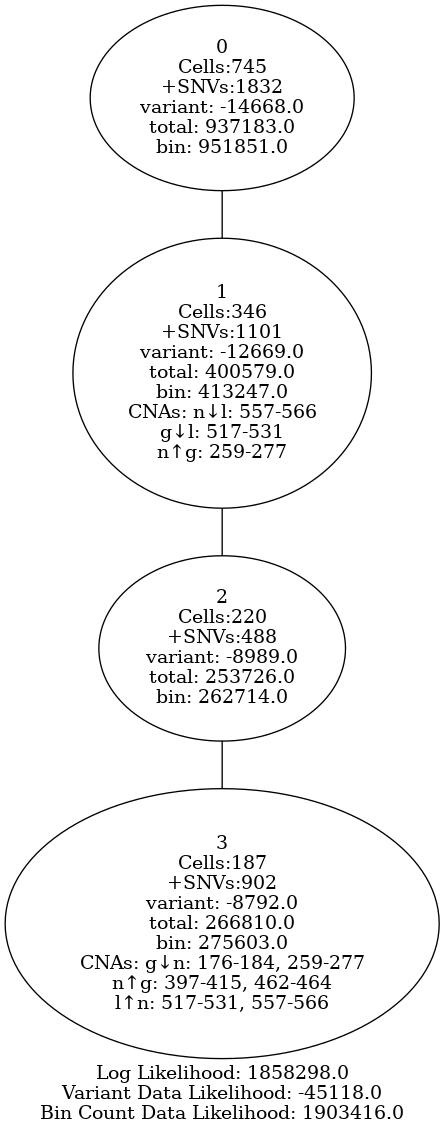 0
Cells:745
+SNVs:1832
variant: -14668.0
total: 937183.0
bin: 951851.0
1
Cells:346
+SNVs:1101
variant: -12669.0
total: 400579.0
bin: 413247.0
CNAs: n↓l: 557-566
g↓l: 517-531
n↑g: 259-277
2
Cells:220
+SNVs:488
variant: -8989.0
total: 253726.0
bin: 262714.0
3
Cells:187
+SNVs:902
variant: -8792.0
total: 266810.0
bin: 275603.0
CNAs: g↓n: 176-184, 259-277
n↑g: 397-415, 462-464
l↑n: 517-531, 557-566
Log Likelihood: 1858298.0
Variant Data Likelihood: -45118.0
Bin Count Data Likelihood: 1903416.0